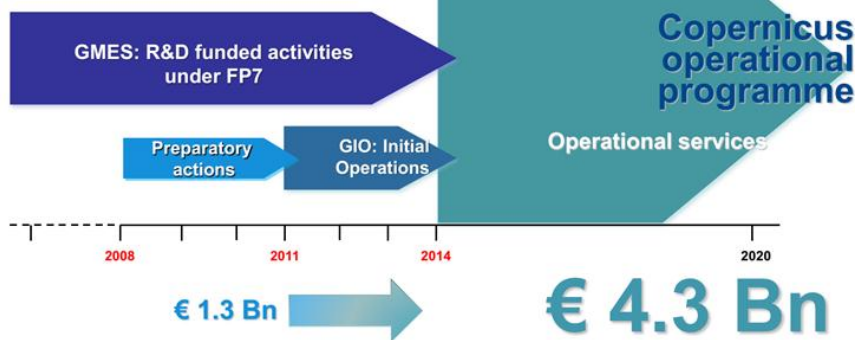 GMES: R&D funded activities
under FP7
Copernicus
operational
programme
Preparatory
actions
GIO: Initial
Operations
Operational services
2008
2011
2014
2020
€ 1.3 Bn
€ 4.3 Bn